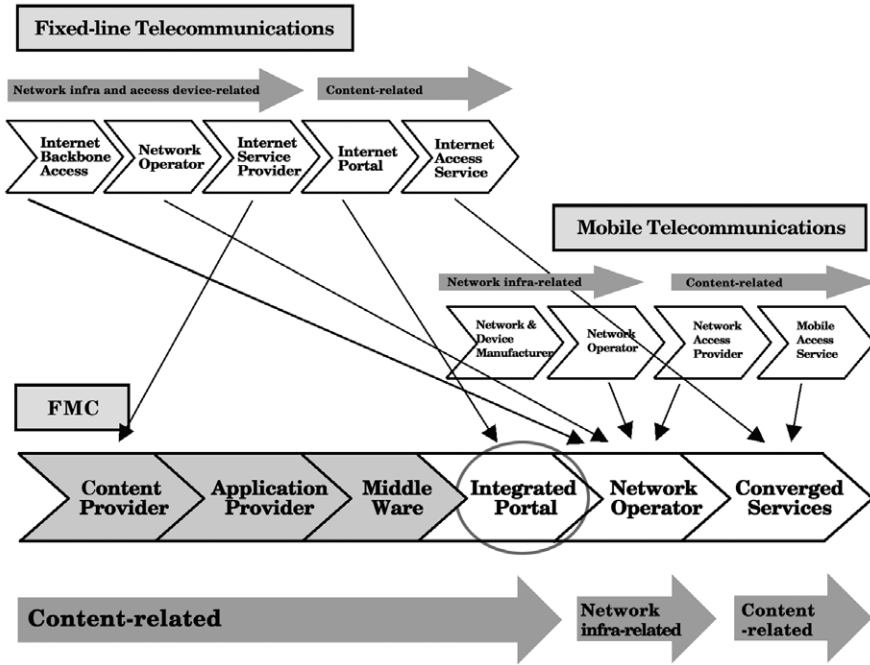 Fixed-line Telecommunications
Network infra and access device-related
Content-related
Internet
Backbone
Access
Network
Operator
Internet
Service
Provider
Internet
Portal
Internet
Access
Service
Mobile Telecommunications
Network infra-related
Content-related
Network &
Device
Manufacturer
Network
Operator
Network
Access
Provider
Mobile
Access
Service
FMC
Content
Provider
Application
Provider
Middle
Ware
Integrated
Portal
Network
Operator
Converged
Services
Content-related
Network
infra-related
Content
-related